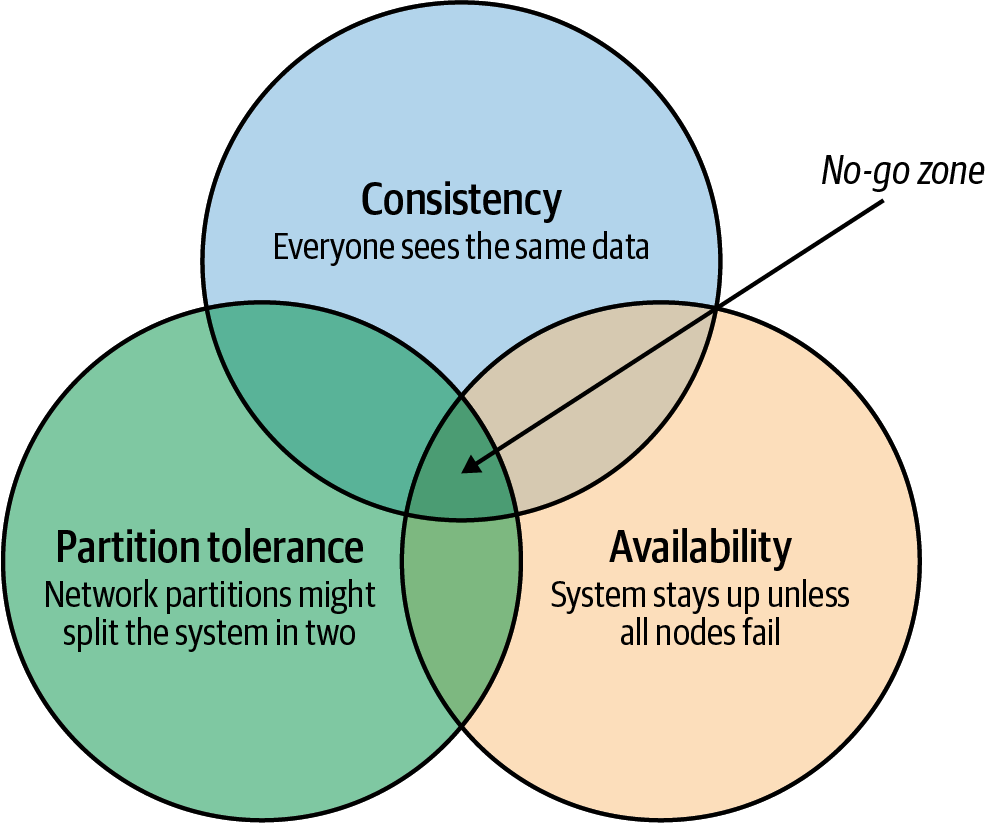 No-go zone
Consistency
Everyone sees the same data
Partition tolerance
Network partitions might
split the system in two
Availability
System stays up unless
all nodes fail